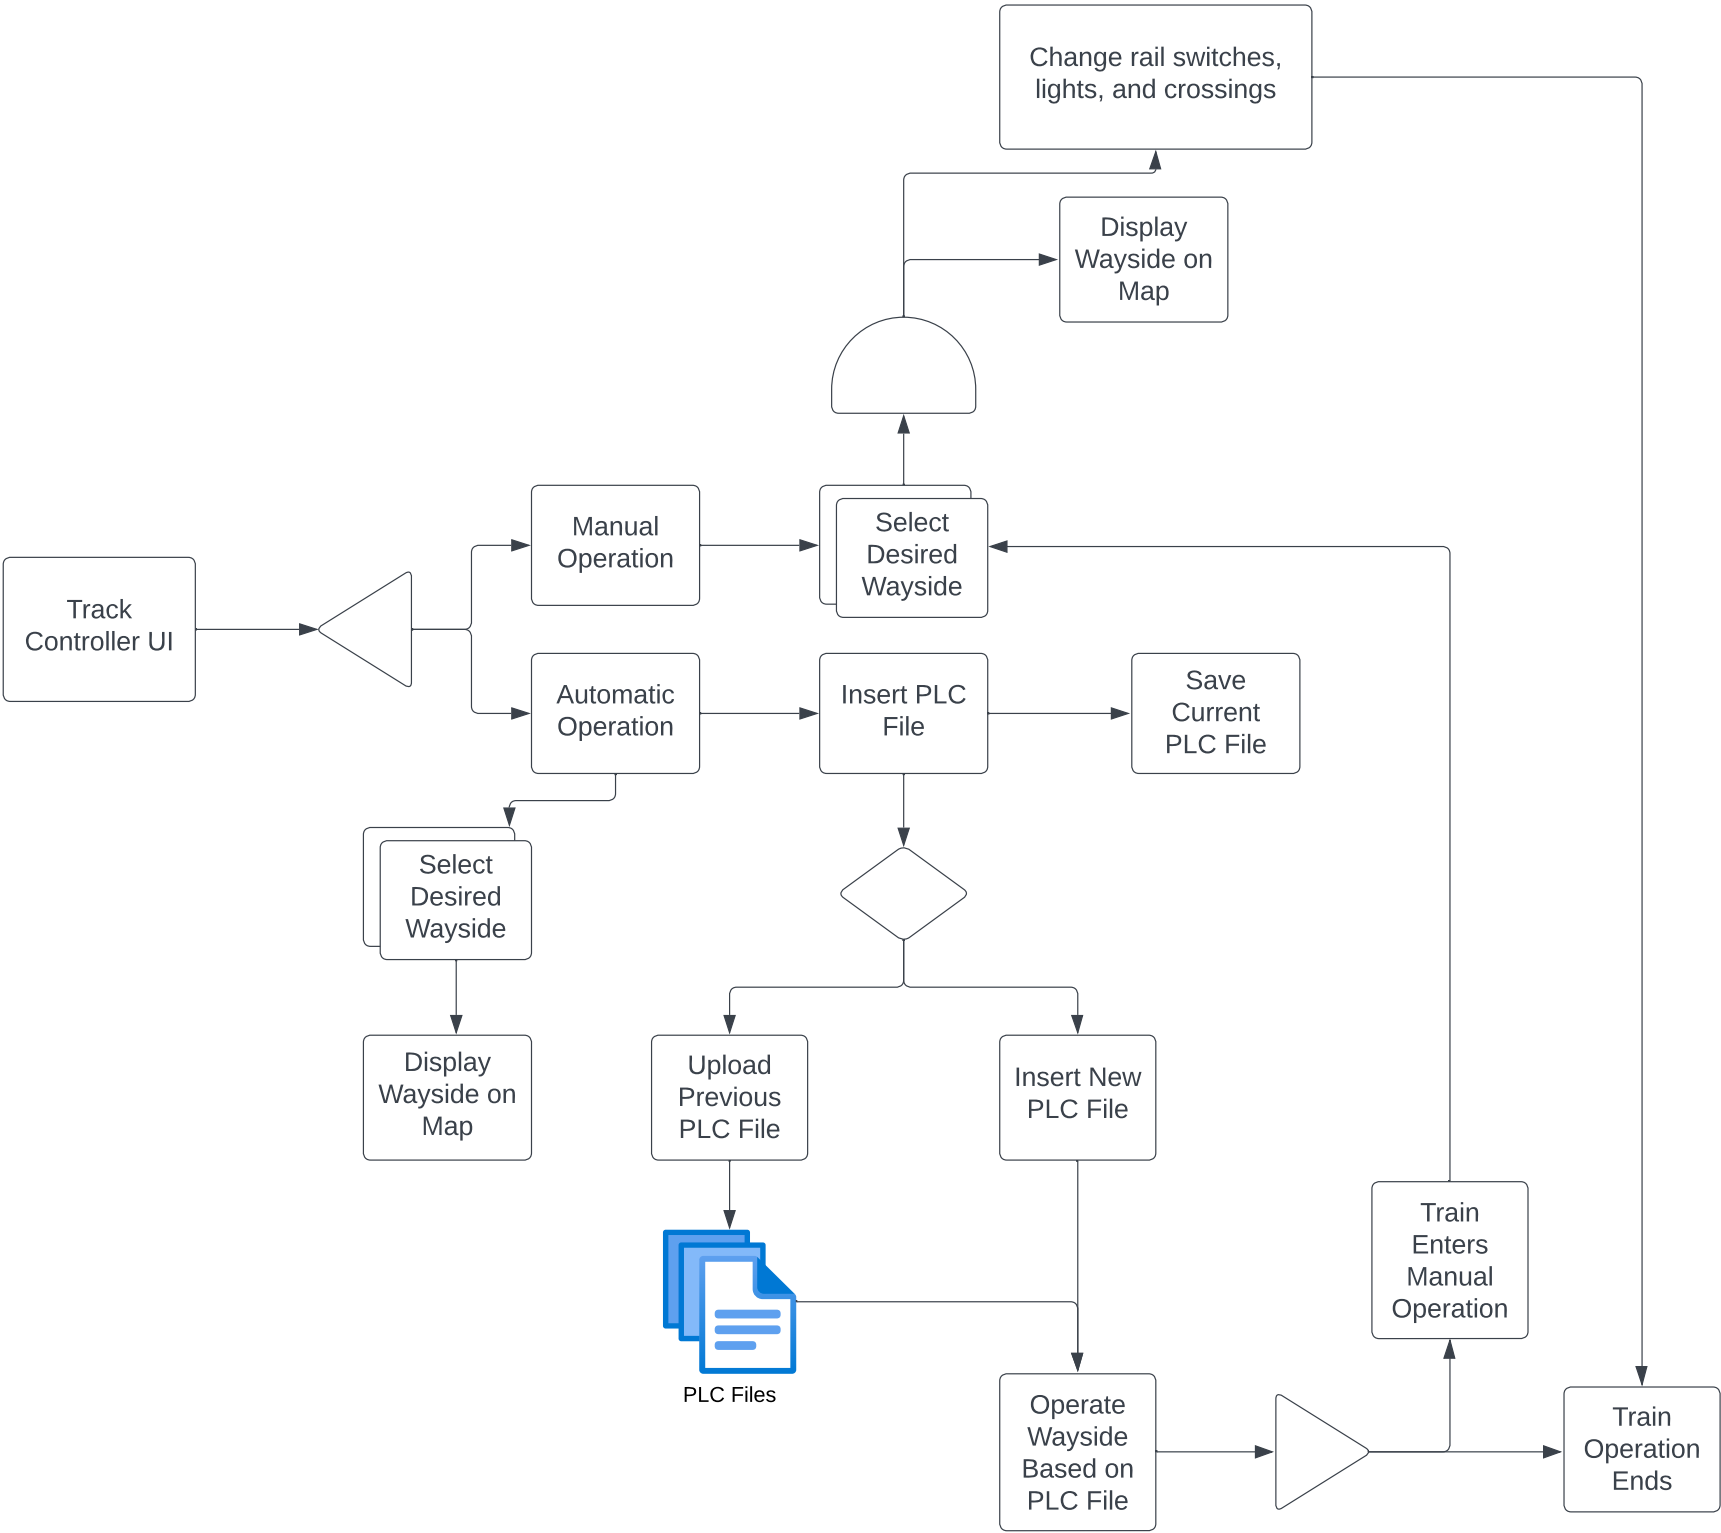 Change rail switches,
lights, and crossings
Display
Wayside on
Map
Manual
Operation
Select
Desired
Wayside
Track
Controller UI
Automatic
Operation
Insert PLC
File
Save
Current
PLC File
Select
Desired
Wayside
Display
Wayside on
Map
Upload
Previous
PLC File
Insert New
PLC File
Train
Enters
Manual
Operation
PLC Files
Operate
Wayside
Based on
PLC File
Train
Operation
Ends